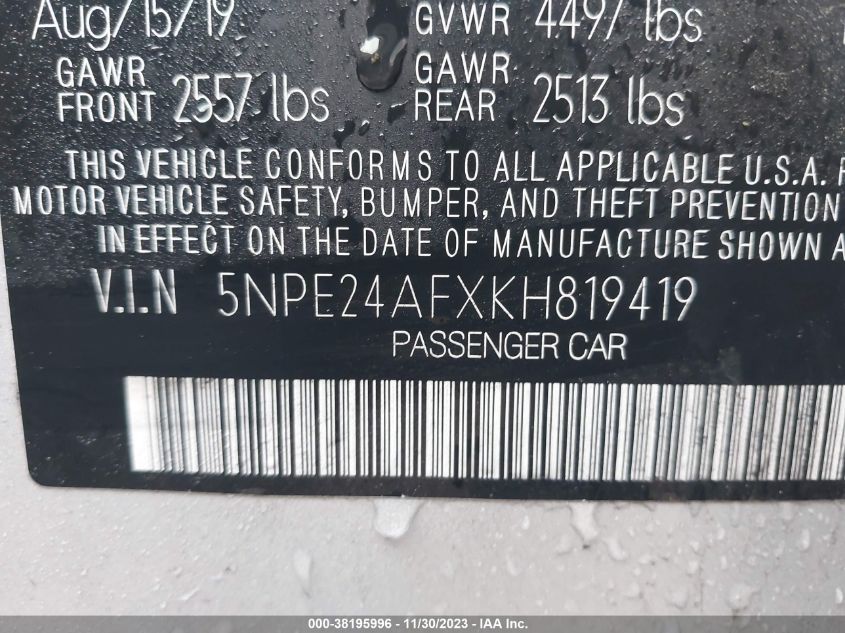 Aug/15/19 GVWR 4497 lbs
GAWR FRONT 2557 lbs GAWR REAR 2513 lbs
THIS VEHICLE CONFORMS TO ALL APPLICABLE U.S.A.
MOTOR VEHICLE SAFETY, BUMPER, AND THEFT PREVENTION
IN EFFECT ON THE DATE OF MANUFACTURE SHOWN A
V.I.N 5NPE24AFXKH819419
PASSENGER CAR
000-38195996 - 11/30/2023 - IAA Inc.